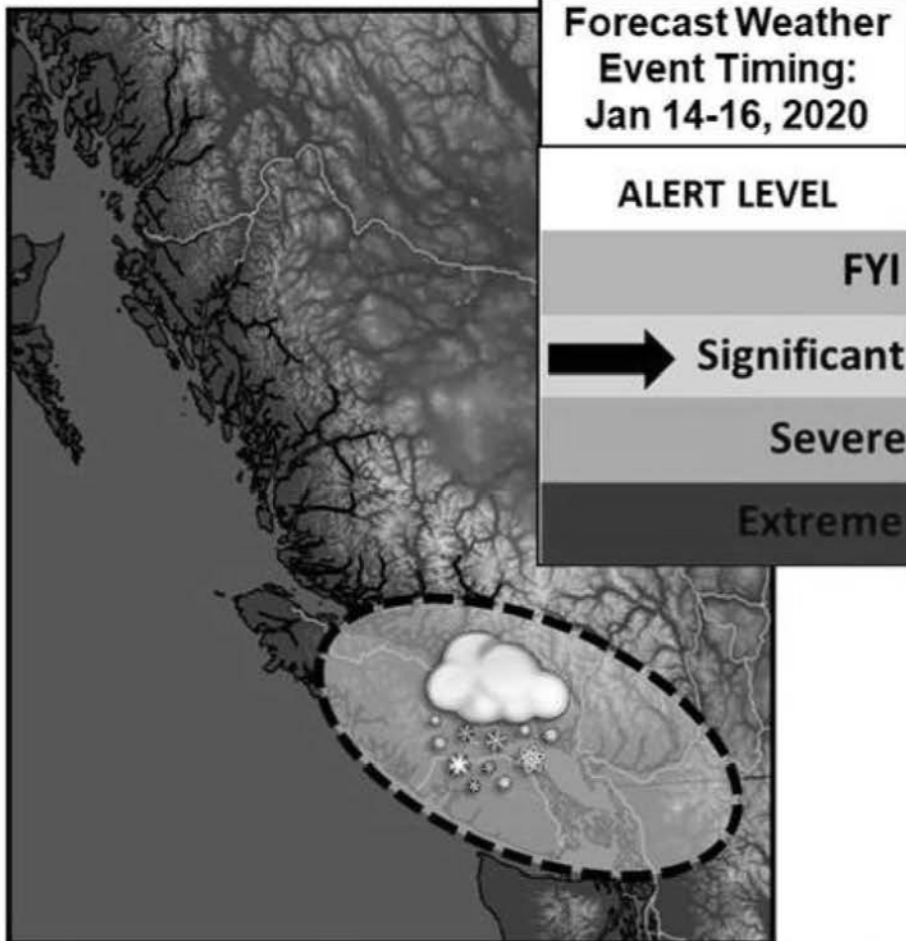 Forecast Weather
Event Timing:
Jan 14-16, 2020
ALERT LEVEL
FYI
Significant
Severe
Extreme